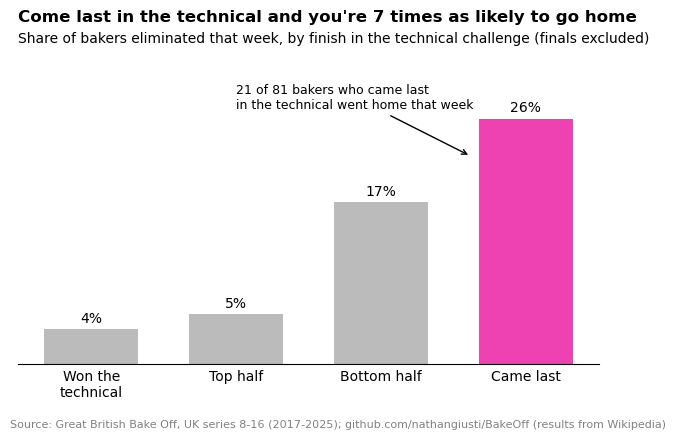 Come last in the technical and you're 7 times as likely to go home
Share of bakers eliminated that week, by finish in the technical challenge (finals excluded)
21 of 81 bakers who came last
in the technical went home that week
26%
17%
5%
4%
Won the
technical
Top half
Bottom half
Came last
Source: Great British Bake Off, UK series 8-16 (2017-2025); github.com/nathangiusti/BakeOff (results from Wikipedia)